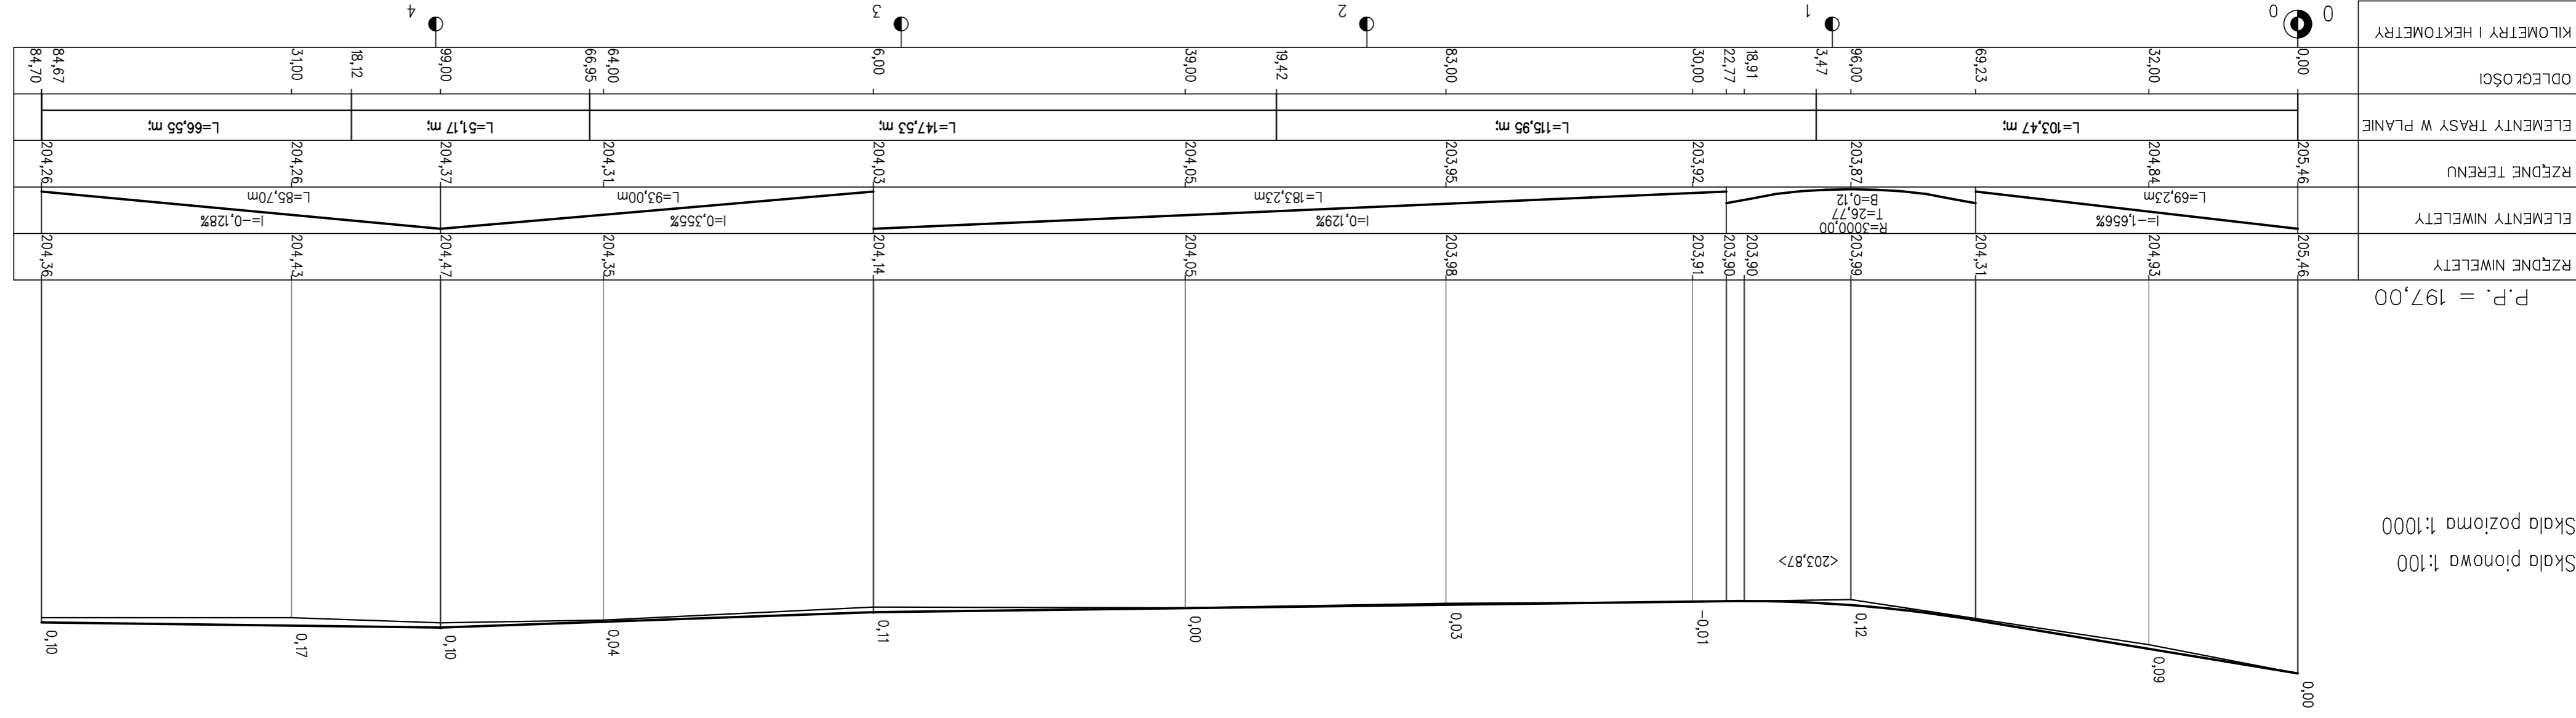 0,00
0,09
0,12
-0,01
0,03
0,00
0,11
0,04
0,10
0,17
0,10
Skala pionowa 1:100
Skala pozioma 1:1000
<203,87>
P.P. = 197,00
RZĘDNE NIWELETY
205,46
204,93
204,31
203,99
203,90
203,90
203,91
203,98
204,05
204,14
204,35
204,47
204,43
204,36
ELEMENTY NIWELETY
I=-1,656%
L=69,23m
R=3000,00
T=26,77
B=0,12
I=0,129%
L=183,23m
I=0,355%
L=93,00m
I=-0,128%
L=85,70m
RZĘDNE TERENU
205,46
204,84
203,87
203,92
203,95
204,05
204,03
204,31
204,37
204,26
204,26
ELEMENTY TRASY W PLANIE
L=103,47 m;
L=115,95 m;
L=147,53 m;
L=51,17 m;
L=66,55 m;
ODLEGŁOŚCI
0,00
32,00
69,23
96,00
3,47
18,91
22,77
30,00
83,00
19,42
39,00
6,00
64,00
66,95
99,00
18,12
31,00
84,67
84,70
KILOMETRY I HEKTOMETRY
0
0
1
2
3
4